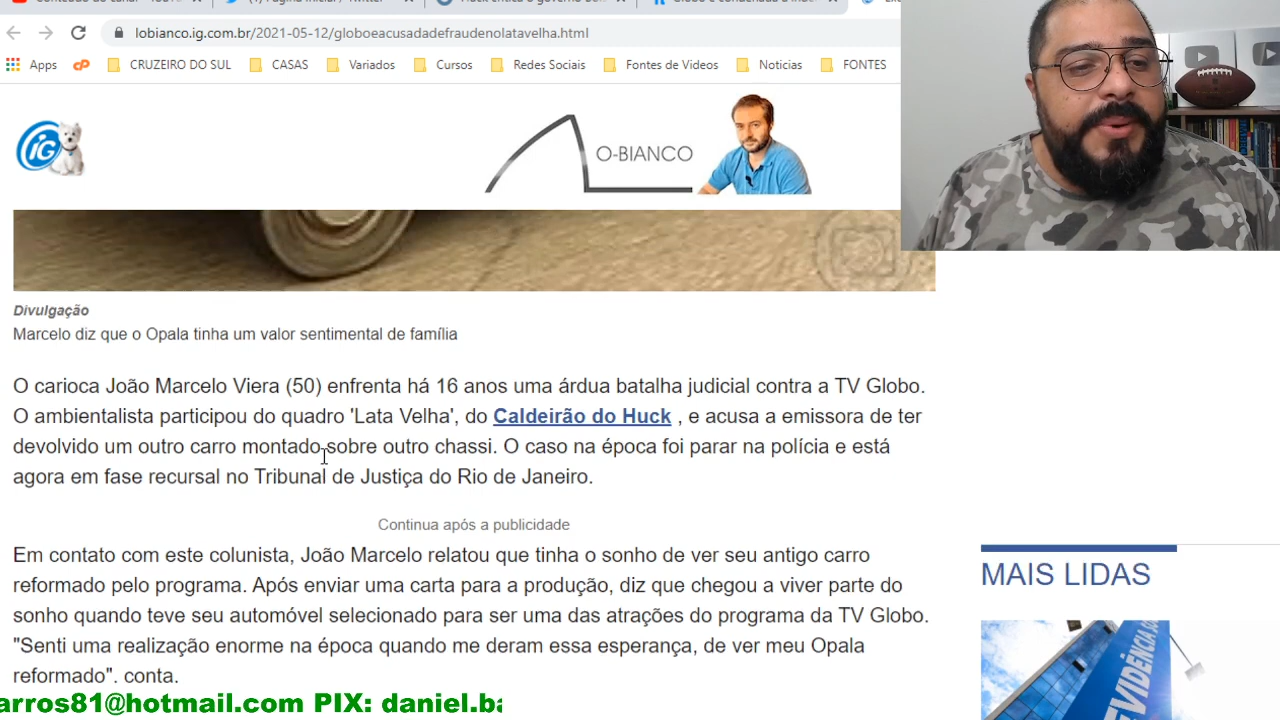 lobianco.ig.com.br/2021-05-12/globoeacusadadefraudenolatavelha.html
Apps CRUZEIRO DO SUL CASAS Variados Cursos Redes Sociais Fontes de Videos Noticias FONTES
iG
O-BIANCO
Divulgação
Marcelo diz que o Opala tinha um valor sentimental de família
O carioca João Marcelo Viera (50) enfrenta há 16 anos uma árdua batalha judicial contra a TV Globo.
O ambientalista participou do quadro 'Lata Velha', do Caldeirão do Huck , e acusa a emissora de ter
devolvido um outro carro montado sobre outro chassi. O caso na época foi parar na polícia e está
agora em fase recursal no Tribunal de Justiça do Rio de Janeiro.
Continua após a publicidade
Em contato com este colunista, João Marcelo relatou que tinha o sonho de ver seu antigo carro
reformado pelo programa. Após enviar uma carta para a produção, diz que chegou a viver parte do
sonho quando teve seu automóvel selecionado para ser uma das atrações do programa da TV Globo.
"Senti uma realização enorme na época quando me deram essa esperança, de ver meu Opala
reformado". conta.
MAIS LIDAS
EVIDÊNCIA SO
arros81@hotmail.com PIX: daniel.ba